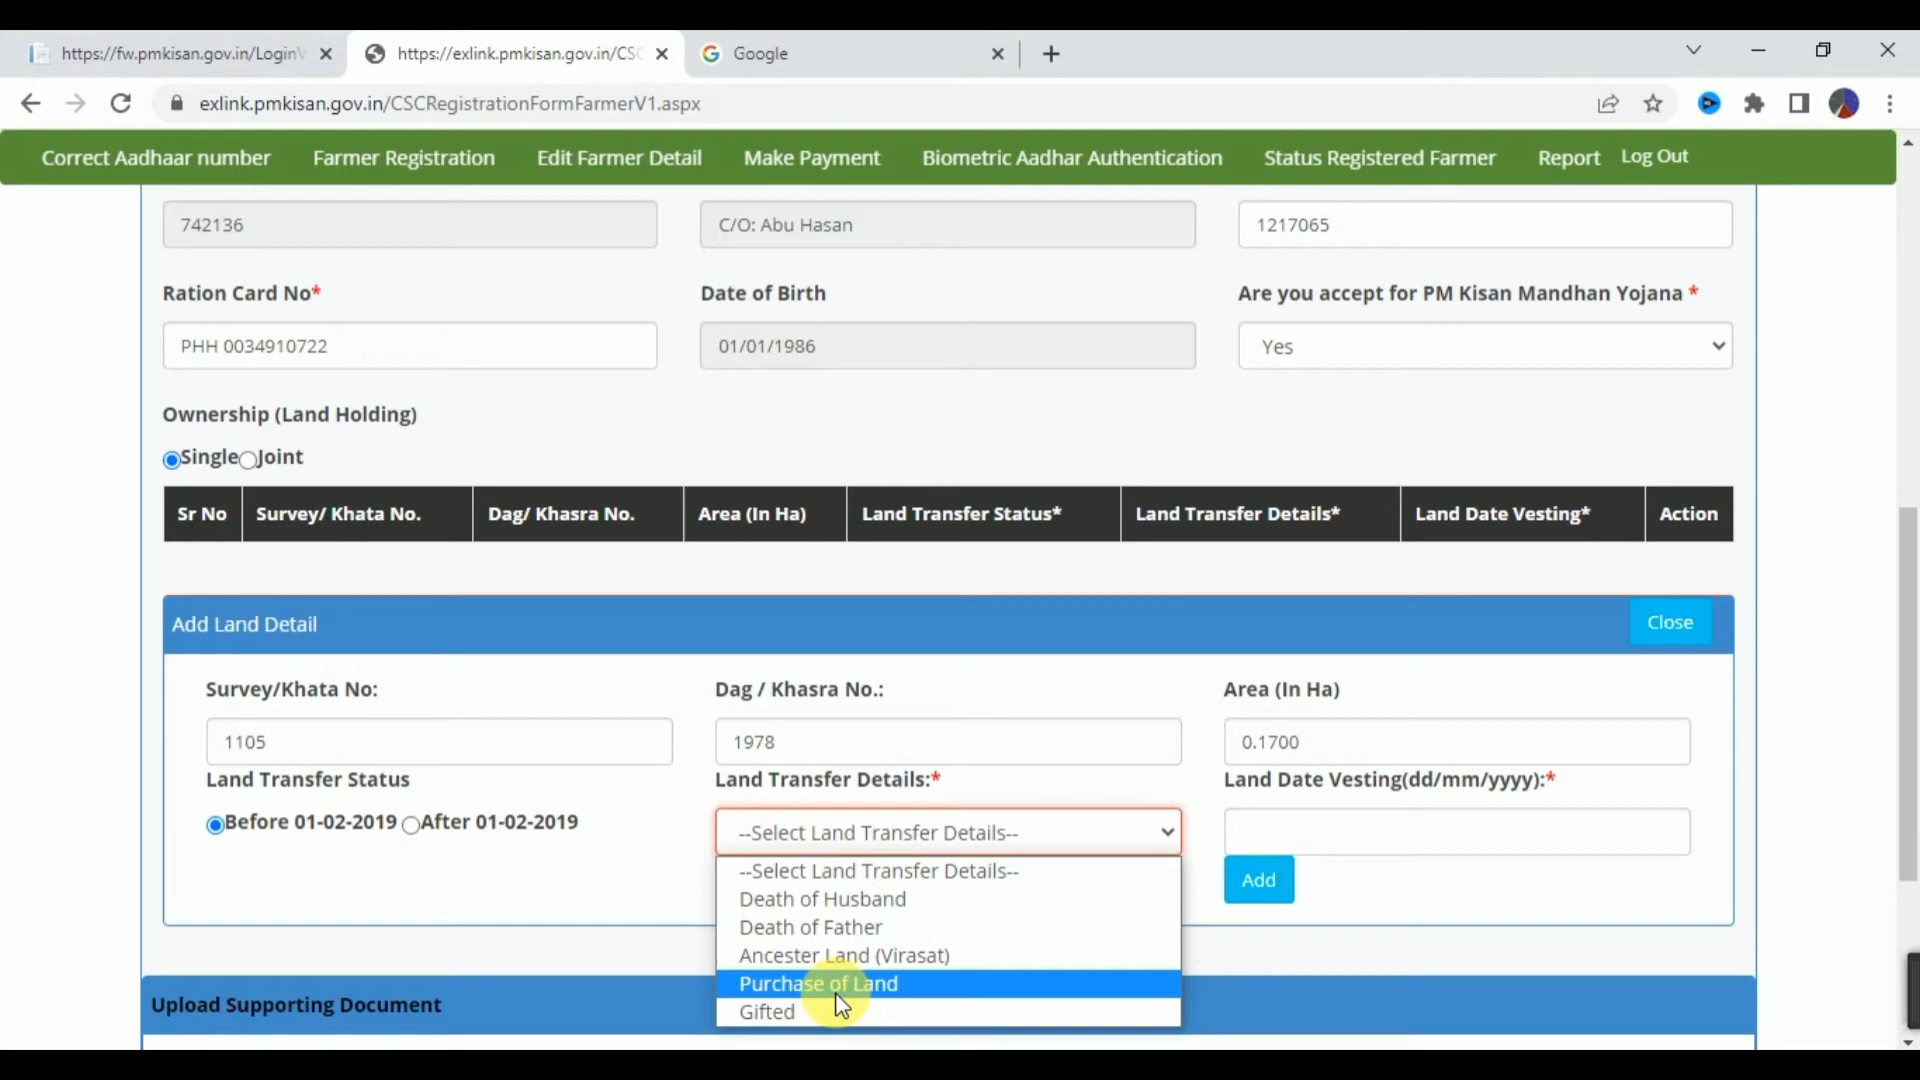 https://fw.pmkisan.gov.in/Login
https://exlink.pmkisan.gov.in/CSC
Google
exlink.pmkisan.gov.in/CSCRegistrationFormFarmerV1.aspx
Correct Aadhaar number Farmer Registration Edit Farmer Detail Make Payment Biometric Aadhar Authentication Status Registered Farmer Report Log Out
742136 C/O: Abu Hasan 1217065
Ration Card No* Date of Birth Are you accept for PM Kisan Mandhan Yojana *
PHH 0034910722 01/01/1986 Yes
Ownership (Land Holding)
Single Joint
Sr No Survey/ Khata No. Dag/ Khasra No. Area (In Ha) Land Transfer Status* Land Transfer Details* Land Date Vesting* Action
Add Land Detail Close
Survey/Khata No: Dag / Khasra No.: Area (In Ha)
1105 1978 0.1700
Land Transfer Status Land Transfer Details:* Land Date Vesting(dd/mm/yyyy):*
Before 01-02-2019 After 01-02-2019 --Select Land Transfer Details--
--Select Land Transfer Details--
Add
Death of Husband
Death of Father
Ancester Land (Virasat)
Purchase of Land
Gifted
Upload Supporting Document